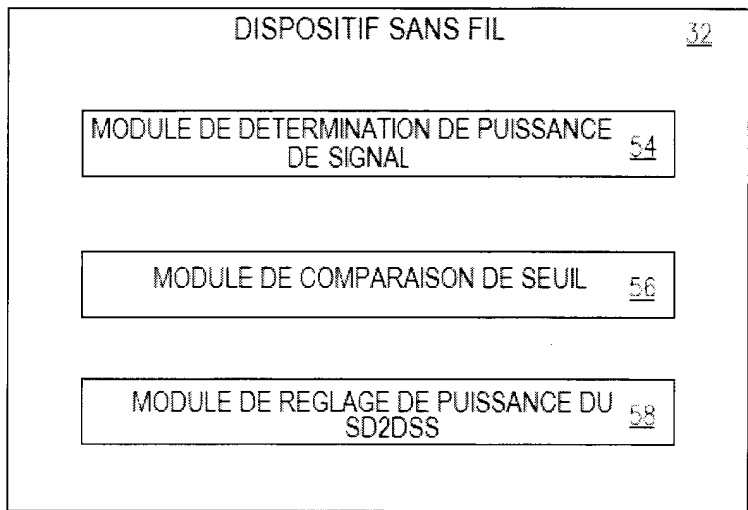 DISPOSITIF SANS FIL 32
MODULE DE DETERMINATION DE PUISSANCE
DE SIGNAL 54
MODULE DE COMPARAISON DE SEUIL 56
MODULE DE REGLAGE DE PUISSANCE DU
SD2DSS 58